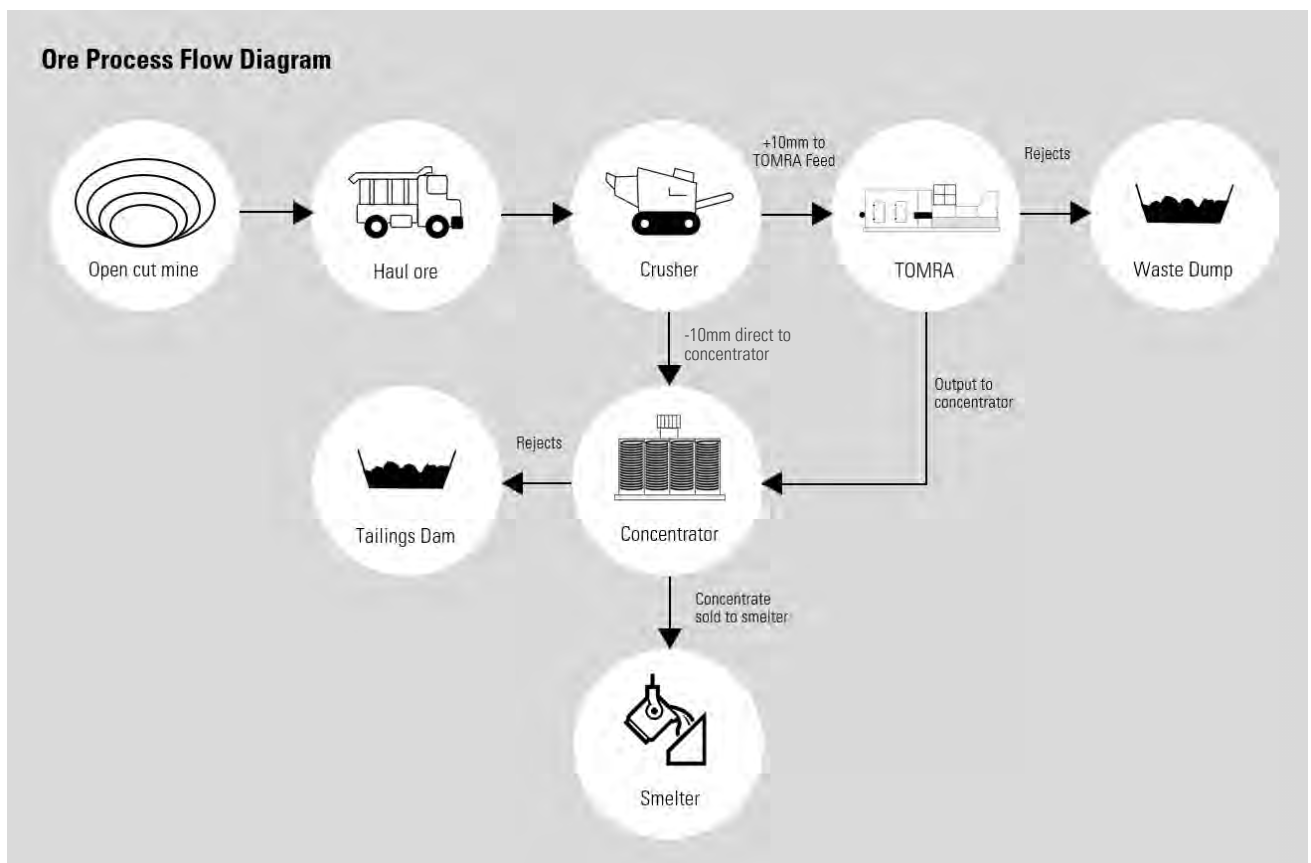 Ore Process Flow Diagram
+10mm to
TOMRA Feed
Rejects
Open cut mine
Haul ore
Crusher
TOMRA
Waste Dump
-10mm direct to
concentrator
Output to
concentrator
Rejects
Tailings Dam
Concentrator
Concentrate
sold to smelter
Smelter